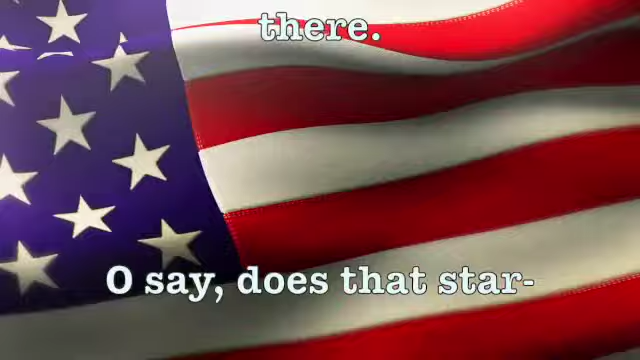 there.
O say, does that star-